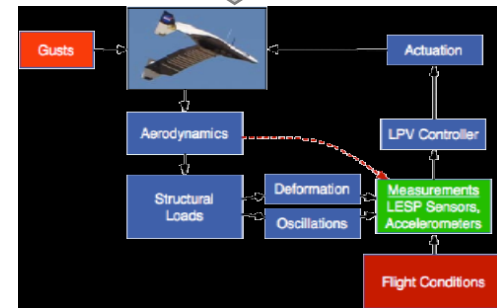 Gusts
Actuation
Aerodynamics
LPV Controller
Structural
Loads
Deformation
Oscillations
Measurements
LESP Sensors,
Accelerometers
Flight Conditions